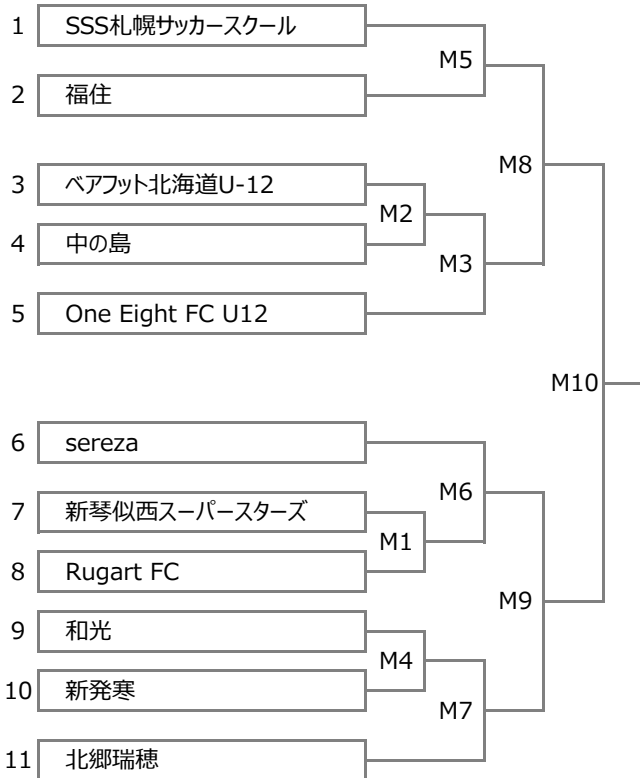 1 SSS札幌サッカースクール
M5
2 福住
M8
3 ベアフット北海道U-12
M2
4 中の島
M3
5 One Eight FC U12
M10
6 sereza
M6
7 新琴似西スーパースターズ
M1
8 Rugart FC
M9
9 和光
M4
10 新発寒
M7
11 北郷瑞穂